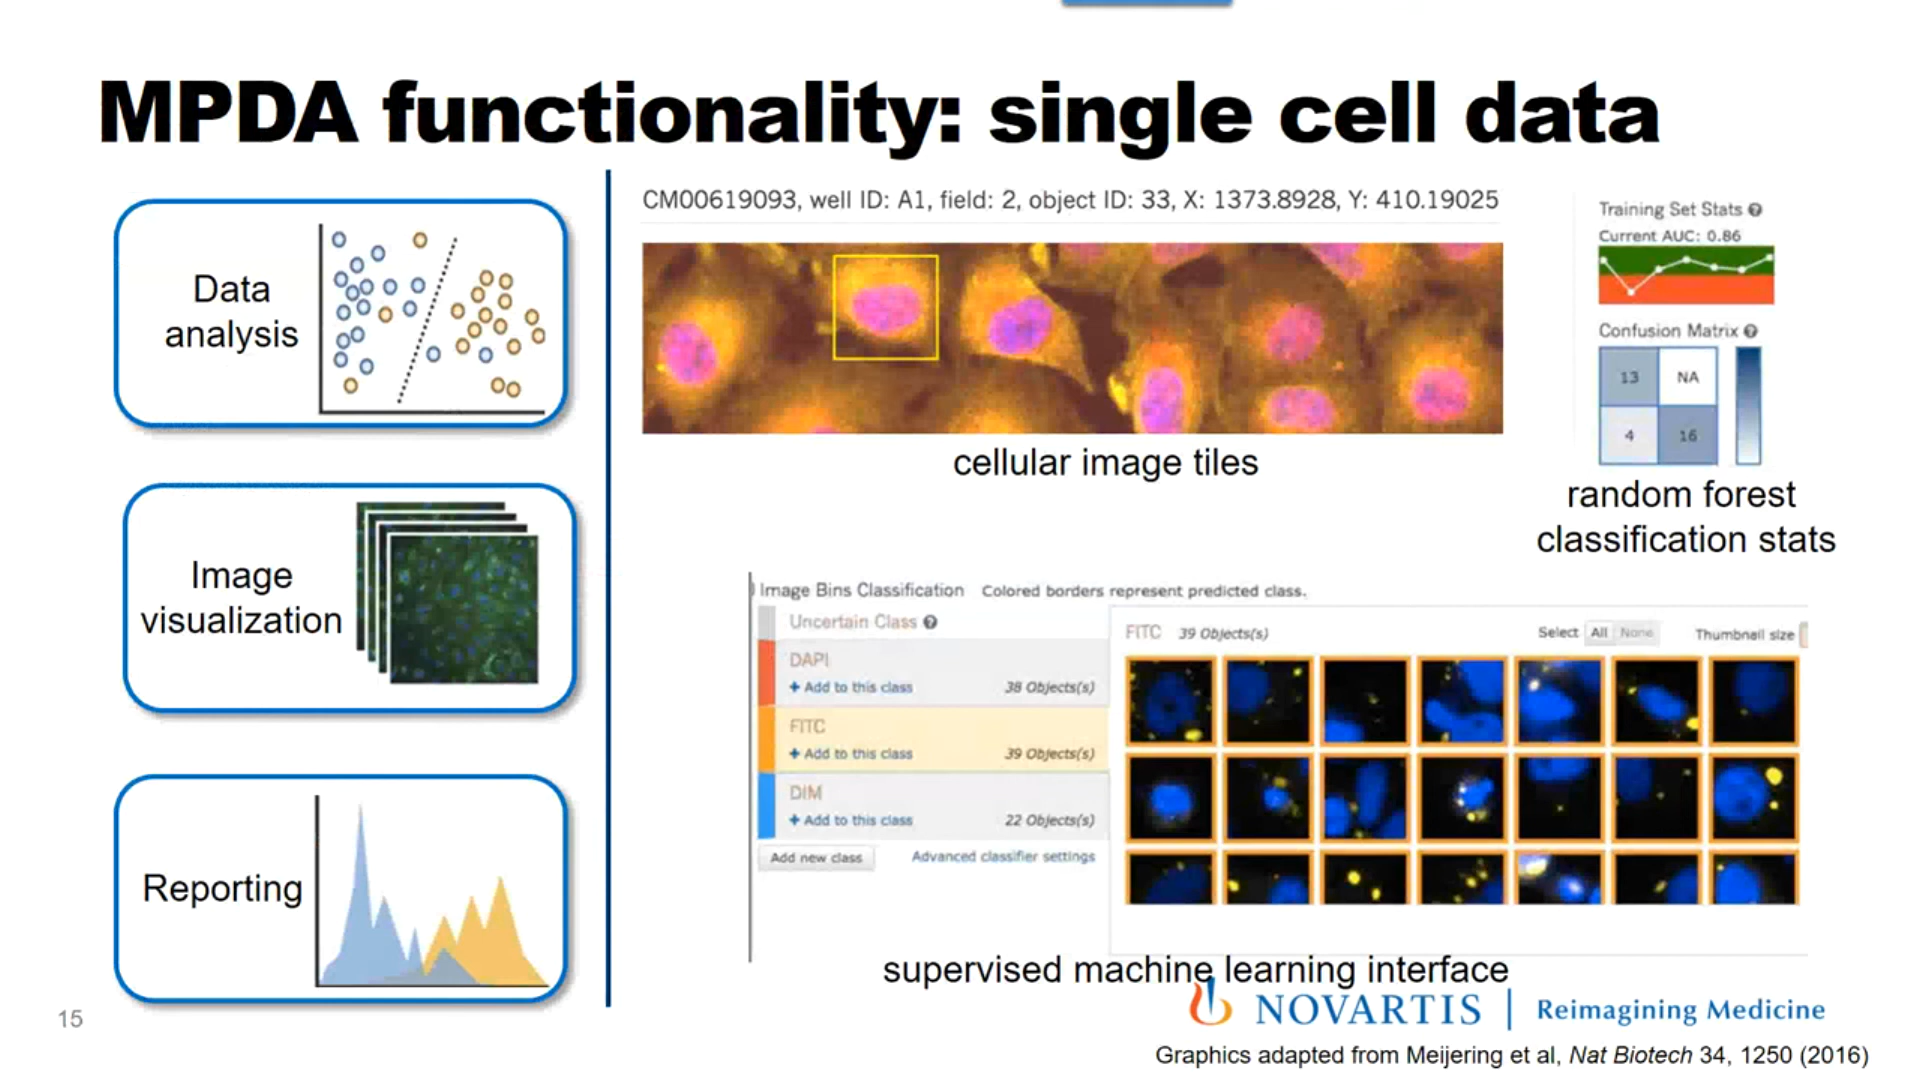 MPDA functionality: single cell data
Data
analysis
Image
visualization
Reporting
CM00619093, well ID: A1, field: 2, object ID: 33, X: 1373.8928, Y: 410.19025
cellular image tiles
Training Set Stats ?
Current AUC: 0.86
Confusion Matrix ?
13 NA
4 16
random forest
classification stats
Image Bins Classification Colored borders represent predicted class.
Uncertain Class ?
DAPI
+ Add to this class 38 Objects(s)
FITC
+ Add to this class 39 Objects(s)
DIM
+ Add to this class 22 Objects(s)
Add new class Advanced classifier settings
FITC 39 Objects(s) Select All None Thumbnail size
supervised machine learning interface
NOVARTIS | Reimagining Medicine
Graphics adapted from Meijering et al, Nat Biotech 34, 1250 (2016)
15